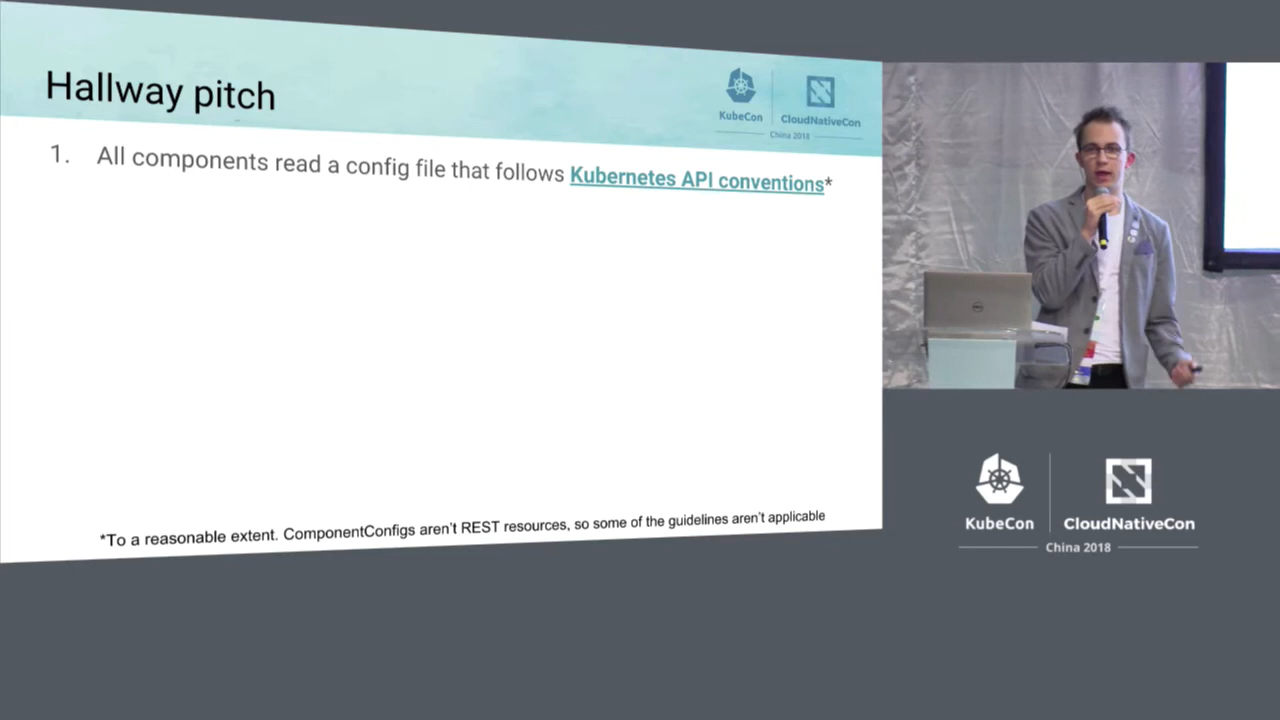 Hallway pitch
KubeCon
CloudNativeCon
China 2018
1. All components read a config file that follows Kubernetes API conventions*
*To a reasonable extent. ComponentConfigs aren't REST resources, so some of the guidelines aren't applicable
KubeCon
CloudNativeCon
China 2018